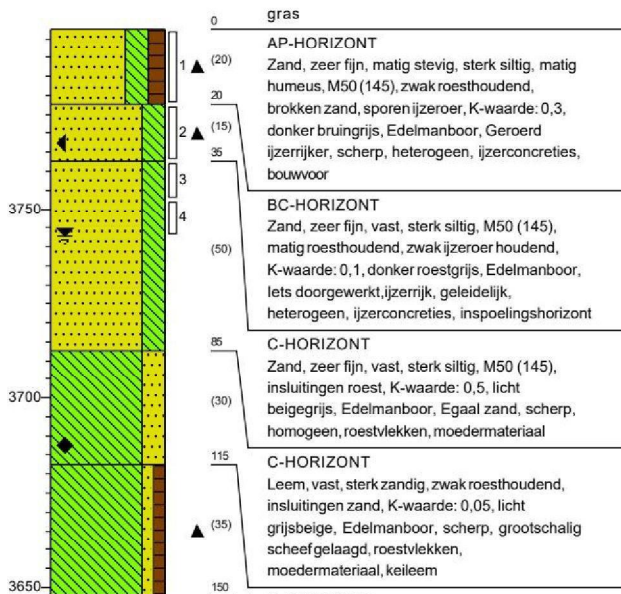 0 gras
AP-HORIZONT
1 (20) Zand, zeer fijn, matig stevig, sterk siltig, matig
humeus, M50 (145), zwak roesthoudend,
20 brokken zand, sporen ijzeroer, K-waarde: 0,3,
2 (15) donker bruingrijs, Edelmanboor, Geroerd
ijzerrijker, scherp, heterogeen, ijzerconcreties,
35 bouwvoor
3
3750 4 BC-HORIZONT
Zand, zeer fijn, vast, sterk siltig, M50 (145),
(50) matig roesthoudend, zwak ijzeroer houdend,
K-waarde: 0,1, donker roestgrijs, Edelmanboor,
Iets doorgewerkt,ijzerrijk, geleidelijk,
heterogeen, ijzerconcreties, inspoelingshorizont
85 C-HORIZONT
Zand, zeer fijn, vast, sterk siltig, M50 (145),
3700 (30) insluitingen roest, K-waarde: 0,5, licht
beigegrijs, Edelmanboor, Egaal zand, scherp,
homogeen, roestvlekken, moedermateriaal
115 C-HORIZONT
Leem, vast, sterk zandig, zwak roesthoudend,
insluitingen zand, K-waarde: 0,05, licht
(35) grijsbeige, Edelmanboor, scherp, grootschalig
scheef gelaagd, roestvlekken,
moedermateriaal, keileem
3650 150